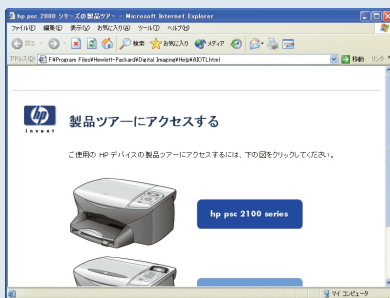 hp psc 2000 シリーズの製品ツアー - Microsoft Internet Explorer
ファイル(F) 編集(E) 表示(V) お気に入り(A) ツール(T) ヘルプ(H)
戻る 検索 お気に入り メディア
アドレス(D) F:\Program Files\Hewlett-Packard\Digital Imaging\Help\AIOTL.html 移動 リンク
hp
invent
製品ツアーにアクセスする
ご使用の HP デバイスの製品ツアーにアクセスするには、下の図をクリックしてください。
hp psc 2100 series
マイ コンピュータ